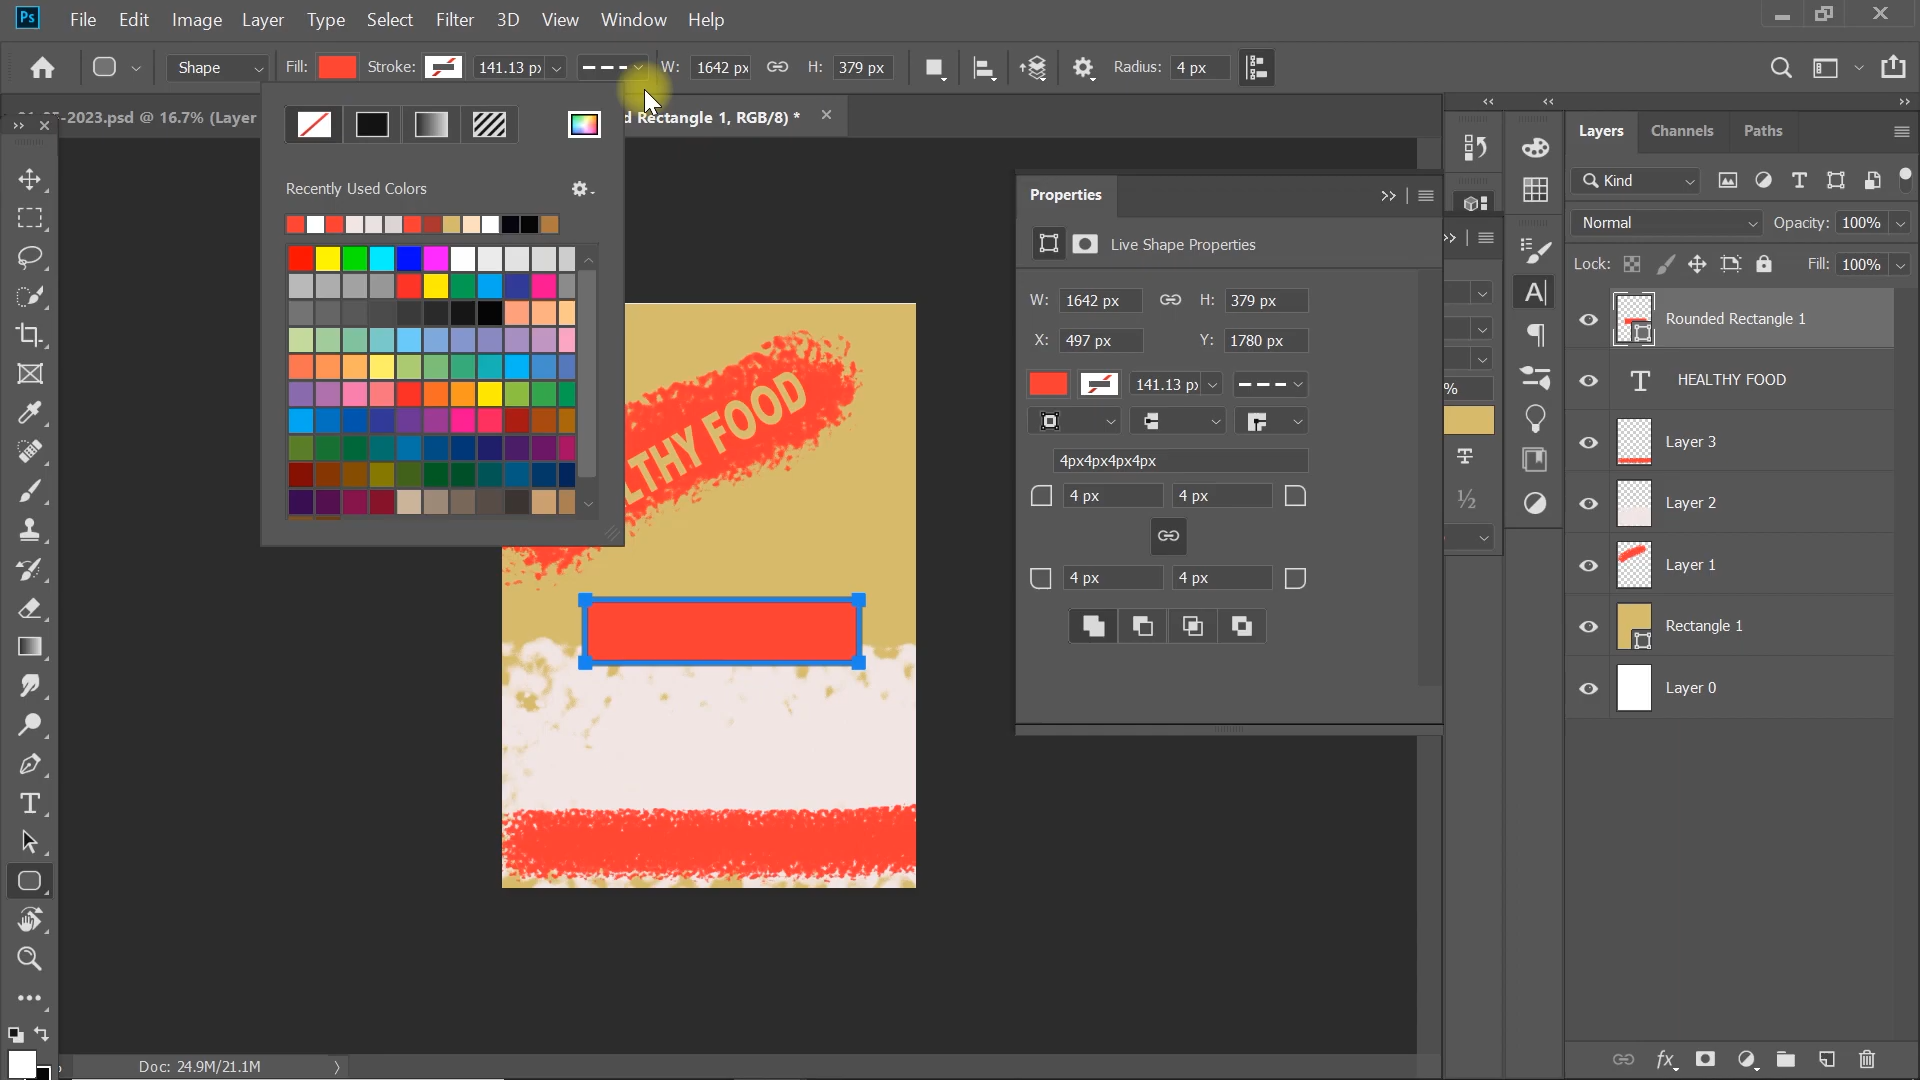 Ps File Edit Image Layer Type Select Filter 3D View Window Help
Shape Fill: Stroke: 141.13 px W: 1642 px H: 379 px Radius: 4 px
-2023.psd @ 16.7% (Layer
d Rectangle 1, RGB/8) *
Recently Used Colors
LTHY FOOD
Properties
Live Shape Properties
W: 1642 px H: 379 px
X: 497 px Y: 1780 px
141.13 px
4px4px4px4px
4 px 4 px
4 px 4 px
%
Layers Channels Paths
Kind
Normal Opacity: 100%
Lock: Fill: 100%
Rounded Rectangle 1
HEALTHY FOOD
Layer 3
Layer 2
Layer 1
Rectangle 1
Layer 0
Doc: 24.9M/21.1M